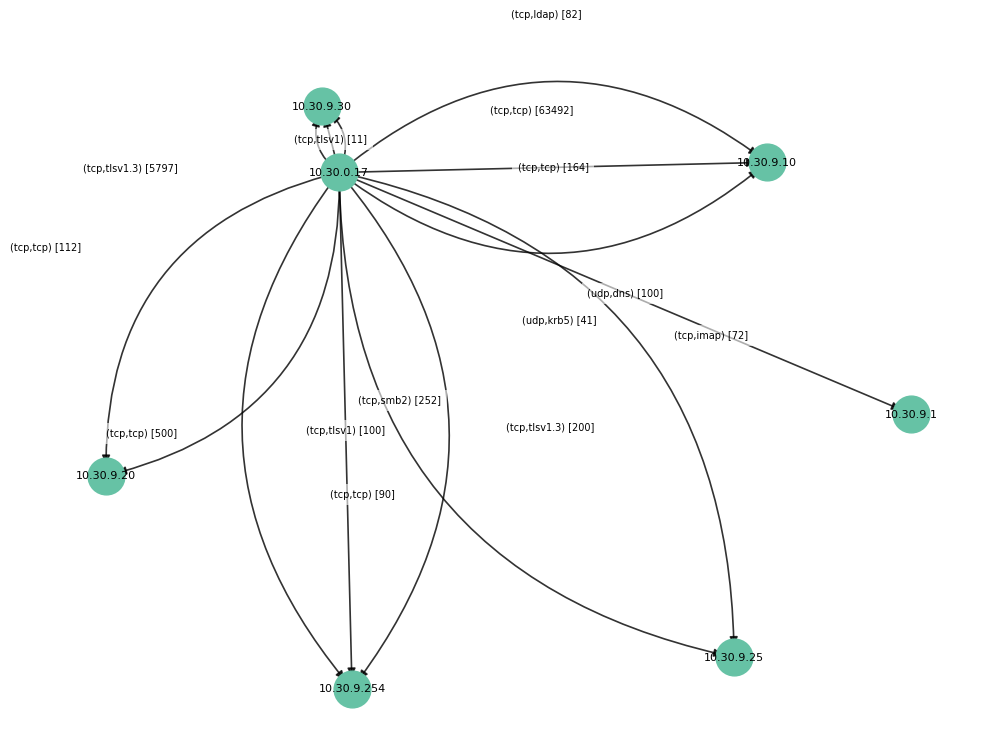 (tcp,ldap) [82]
10.30.9.30
(tcp,tcp) [63492]
(tcp,tlsv1) [11]
10.30.9.10
(tcp,tcp) [164]
(tcp,tlsv1.3) [5797]
10.30.0.17
(tcp,tcp) [112]
(udp,dns) [100]
(udp,krb5) [41]
(tcp,imap) [72]
(tcp,smb2) [252]
10.30.9.1
(tcp,tlsv1.3) [200]
(tcp,tlsv1) [100]
(tcp,tcp) [500]
10.30.9.20
(tcp,tcp) [90]
10.30.9.25
10.30.9.254